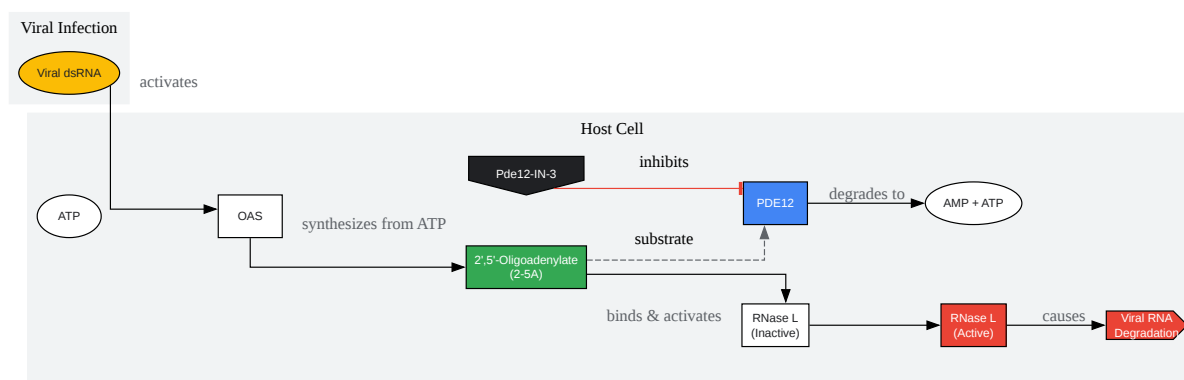 Viral Infection
Viral dsRNA
activates
Host Cell
Pde12-IN-3
inhibits
ATP
OAS
synthesizes from ATP
PDE12
degrades to
AMP + ATP
substrate
2',5'-Oligoadenylate
(2-5A)
binds & activates
RNase L
(Inactive)
RNase L
(Active)
causes
Viral RNA
Degradation